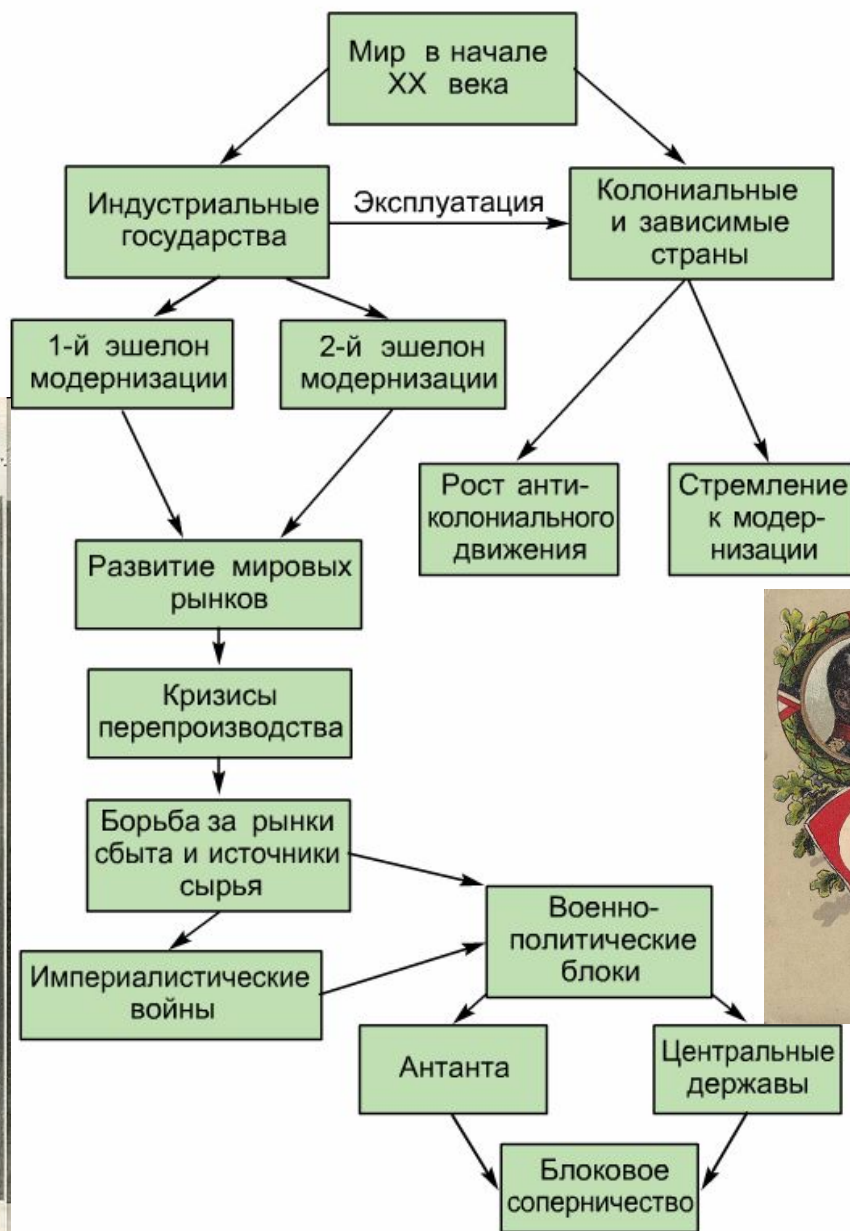 Мир в начале
XX века
Индустриальные
государства
Эксплуатация
Колониальные
и зависимые
страны
1-й эшелон
модернизации
2-й эшелон
модернизации
Рост анти-
колониального
движения
Стремление
к модер-
низации
Развитие мировых
рынков
Кризисы
перепроизводства
Борьба за рынки
сбыта и источники
сырья
Военно-
политические
блоки
Империалистические
войны
Антанта
Центральные
державы
Блоковое
соперничество